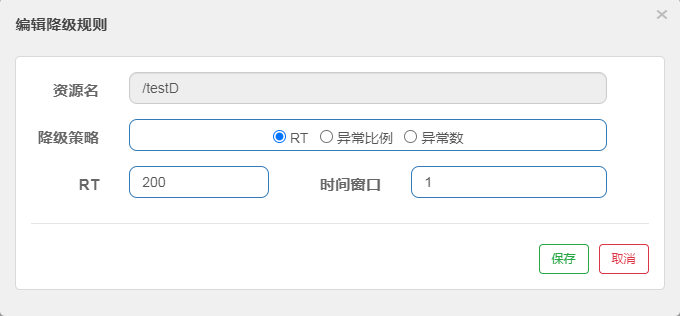 编辑降级规则
×
资源名 /testD
降级策略 RT 异常比例 异常数
RT 200 时间窗口 1
保存 取消